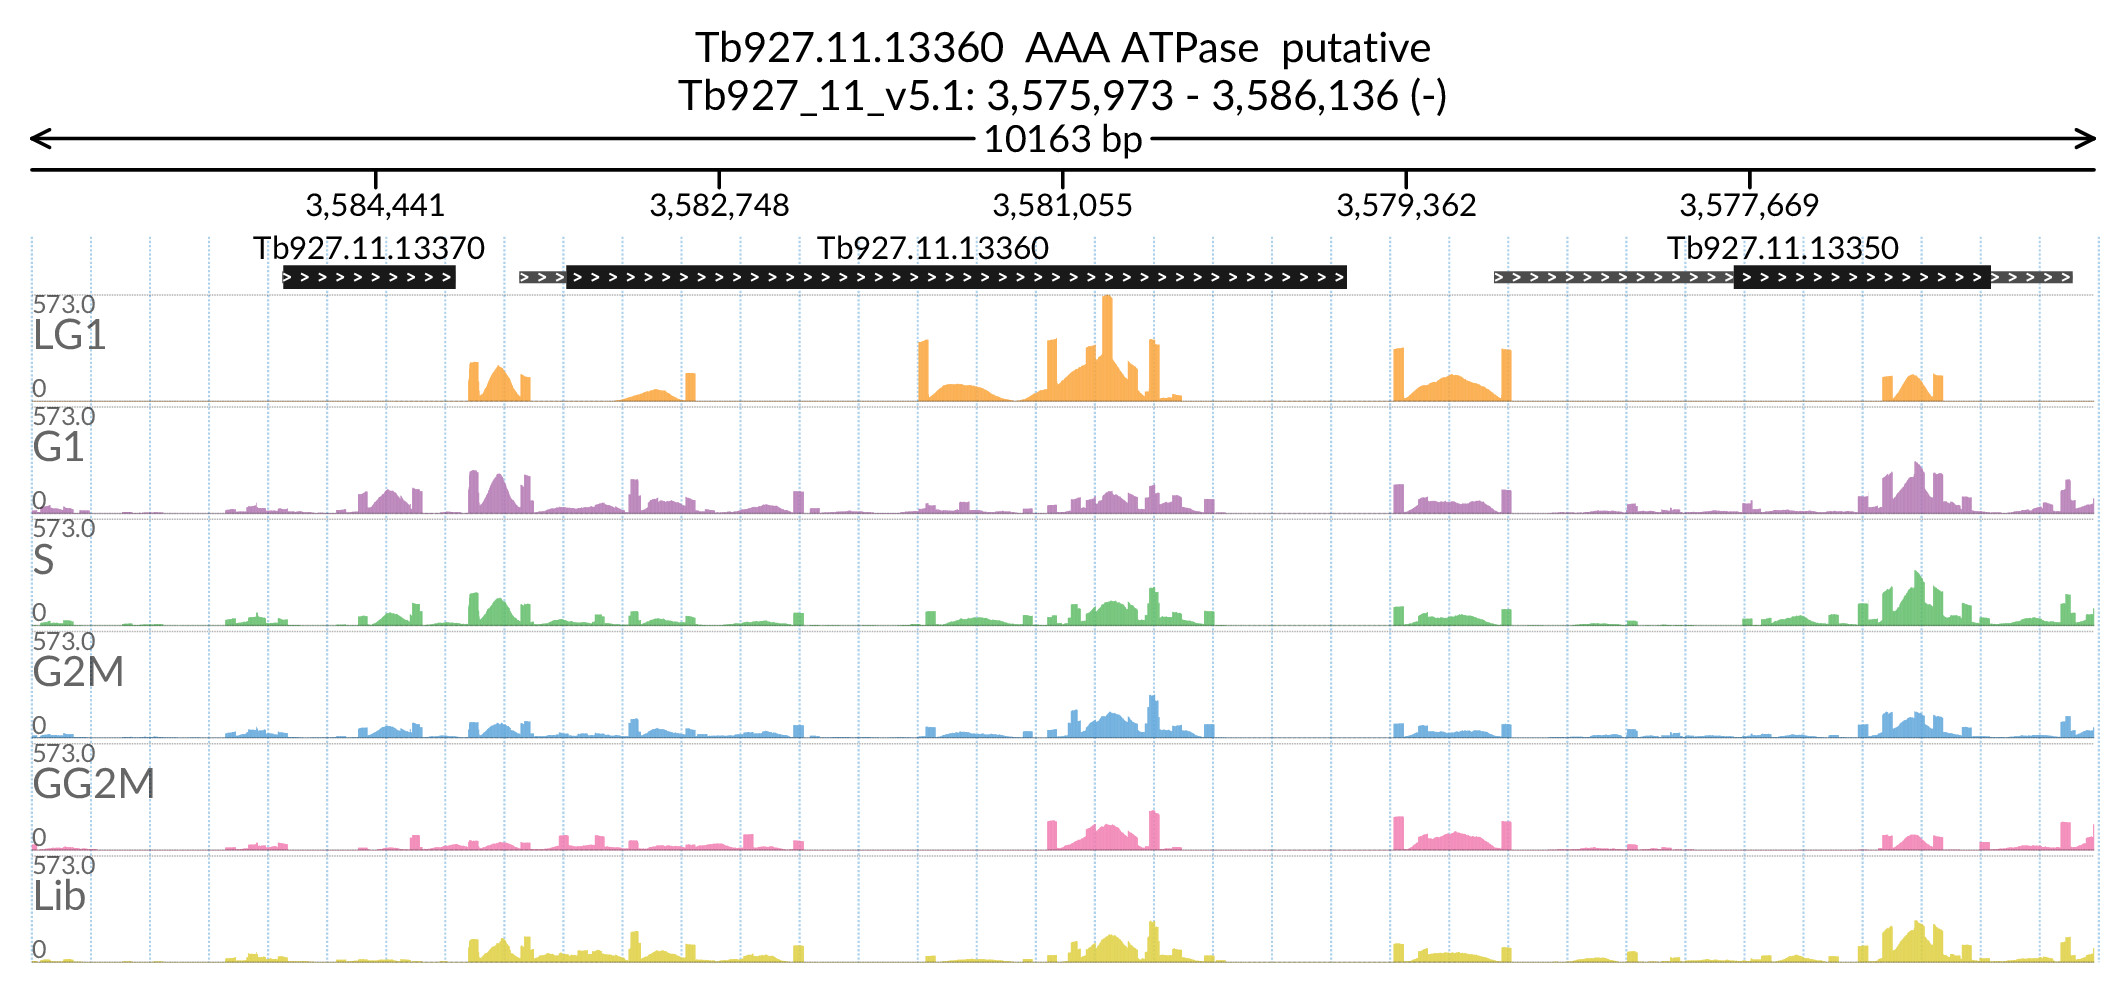 Tb927.11.13360  AAA ATPase  putative
Tb927_11_v5.1: 3,575,973 - 3,586,136 (-)
10163 bp
3,584,441 3,582,748 3,581,055 3,579,362 3,577,669
Tb927.11.13370 Tb927.11.13360 Tb927.11.13350
573.0
LG1
0
573.0
G1
0
573.0
S
0
573.0
G2M
0
573.0
GG2M
0
573.0
Lib
0